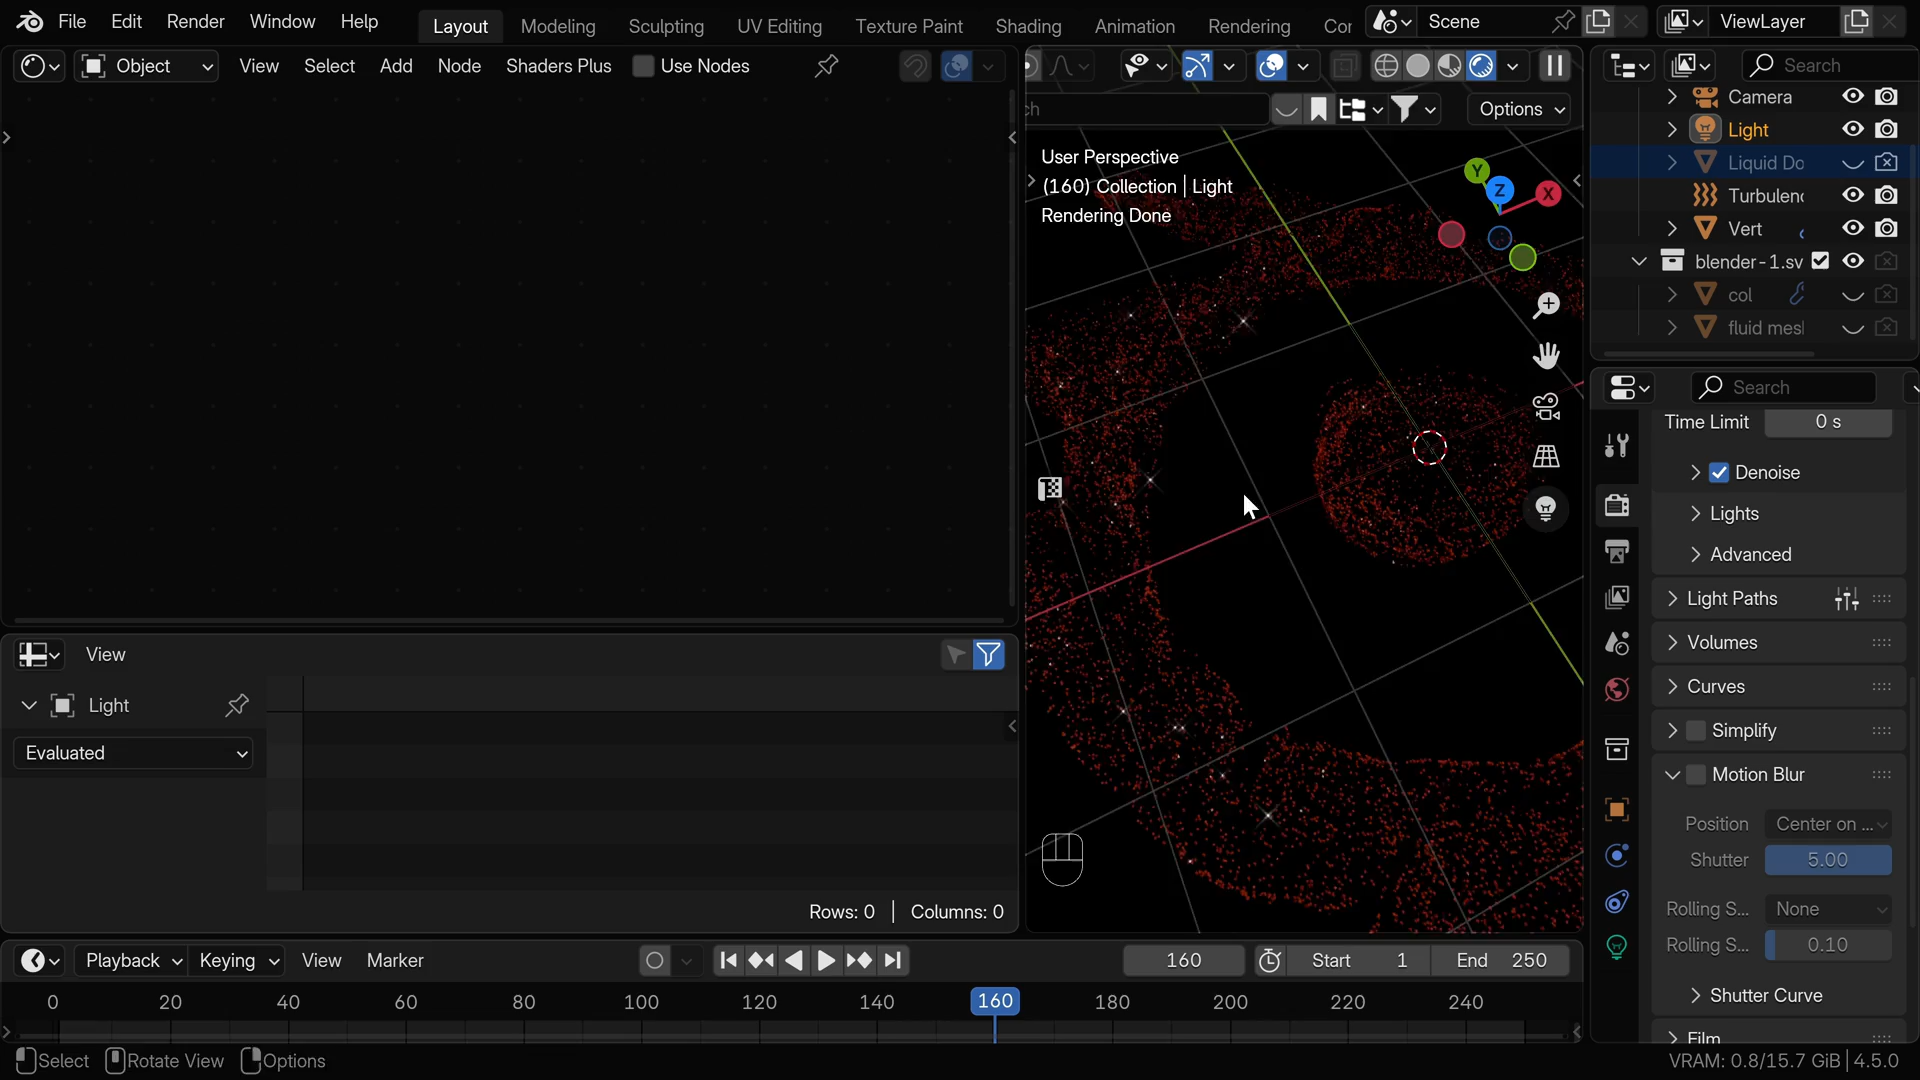 File Edit Render Window Help Layout Modeling Sculpting UV Editing Texture Paint Shading Animation Rendering Scene ViewLayer
Object View Select Add Node Shaders Plus Use Nodes
Search
Options
User Perspective
(160) Collection | Light
Rendering Done
Y
Z
X
Camera
Light
Liquid Do
Turbulenc
Vert
blender-1.sv
col
fluid mesh
Search
Time Limit 0 s
Denoise
Lights
Advanced
Light Paths
Volumes
Curves
Simplify
Motion Blur
Position Center on ...
Shutter 5.00
Rolling S... None
Rolling S... 0.10
Shutter Curve
Film
View
Light
Evaluated
Rows: 0 | Columns: 0
Playback Keying View Marker 160 Start 1 End 250
0 20 40 60 80 100 120 140 160 180 200 220 240
Select Rotate View Options VRAM: 0.8/15.7 GiB | 4.5.0